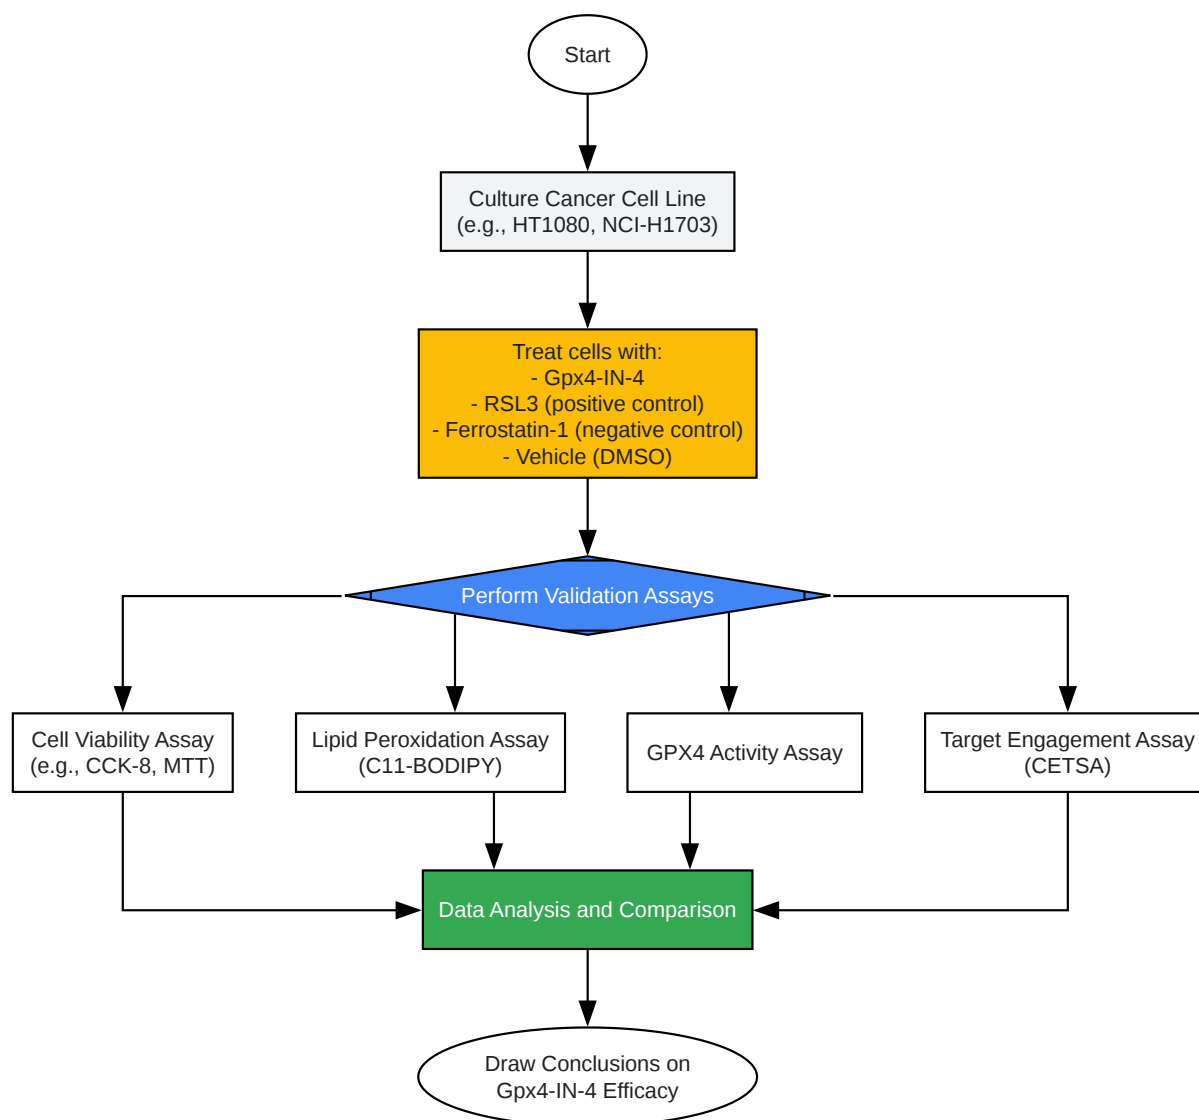 Start
Culture Cancer Cell Line
(e.g., HT1080, NCI-H1703)
Treat cells with:
- Gpx4-IN-4
- RSL3 (positive control)
- Ferrostatin-1 (negative control)
- Vehicle (DMSO)
Perform Validation Assays
Cell Viability Assay
(e.g., CCK-8, MTT)
Lipid Peroxidation Assay
(C11-BODIPY)
GPX4 Activity Assay
Target Engagement Assay
(CETSA)
Data Analysis and Comparison
Draw Conclusions on
Gpx4-IN-4 Efficacy